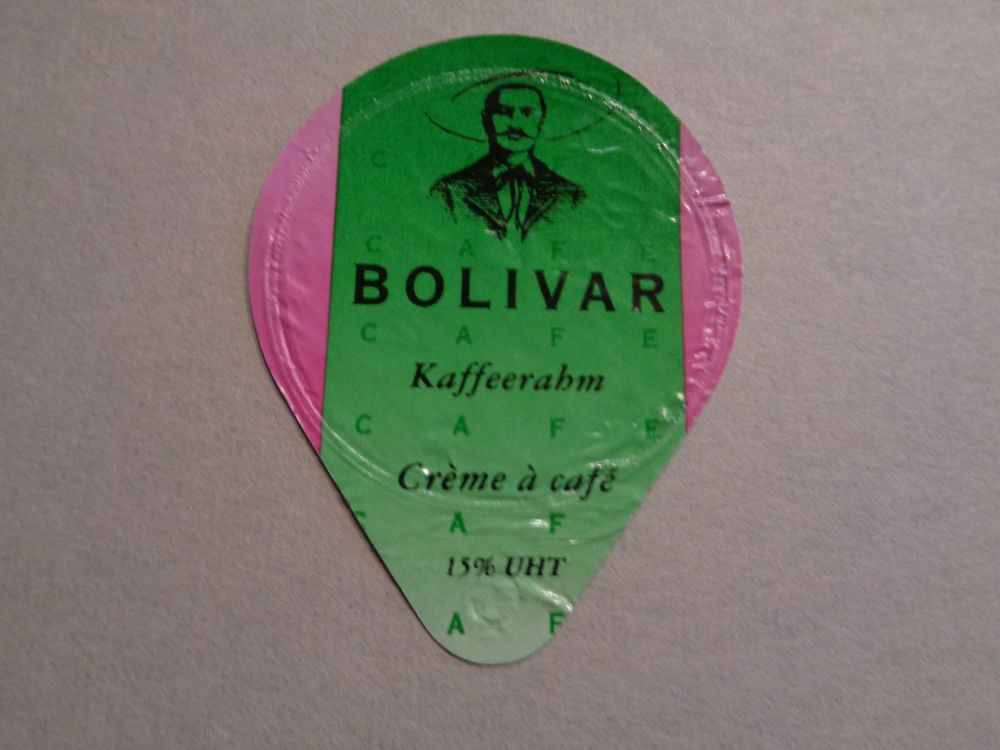 C A F E
BOLIVAR
C A F E
Kaffeerahm
C A F E
Crème à café
A F
15% UHT
A F